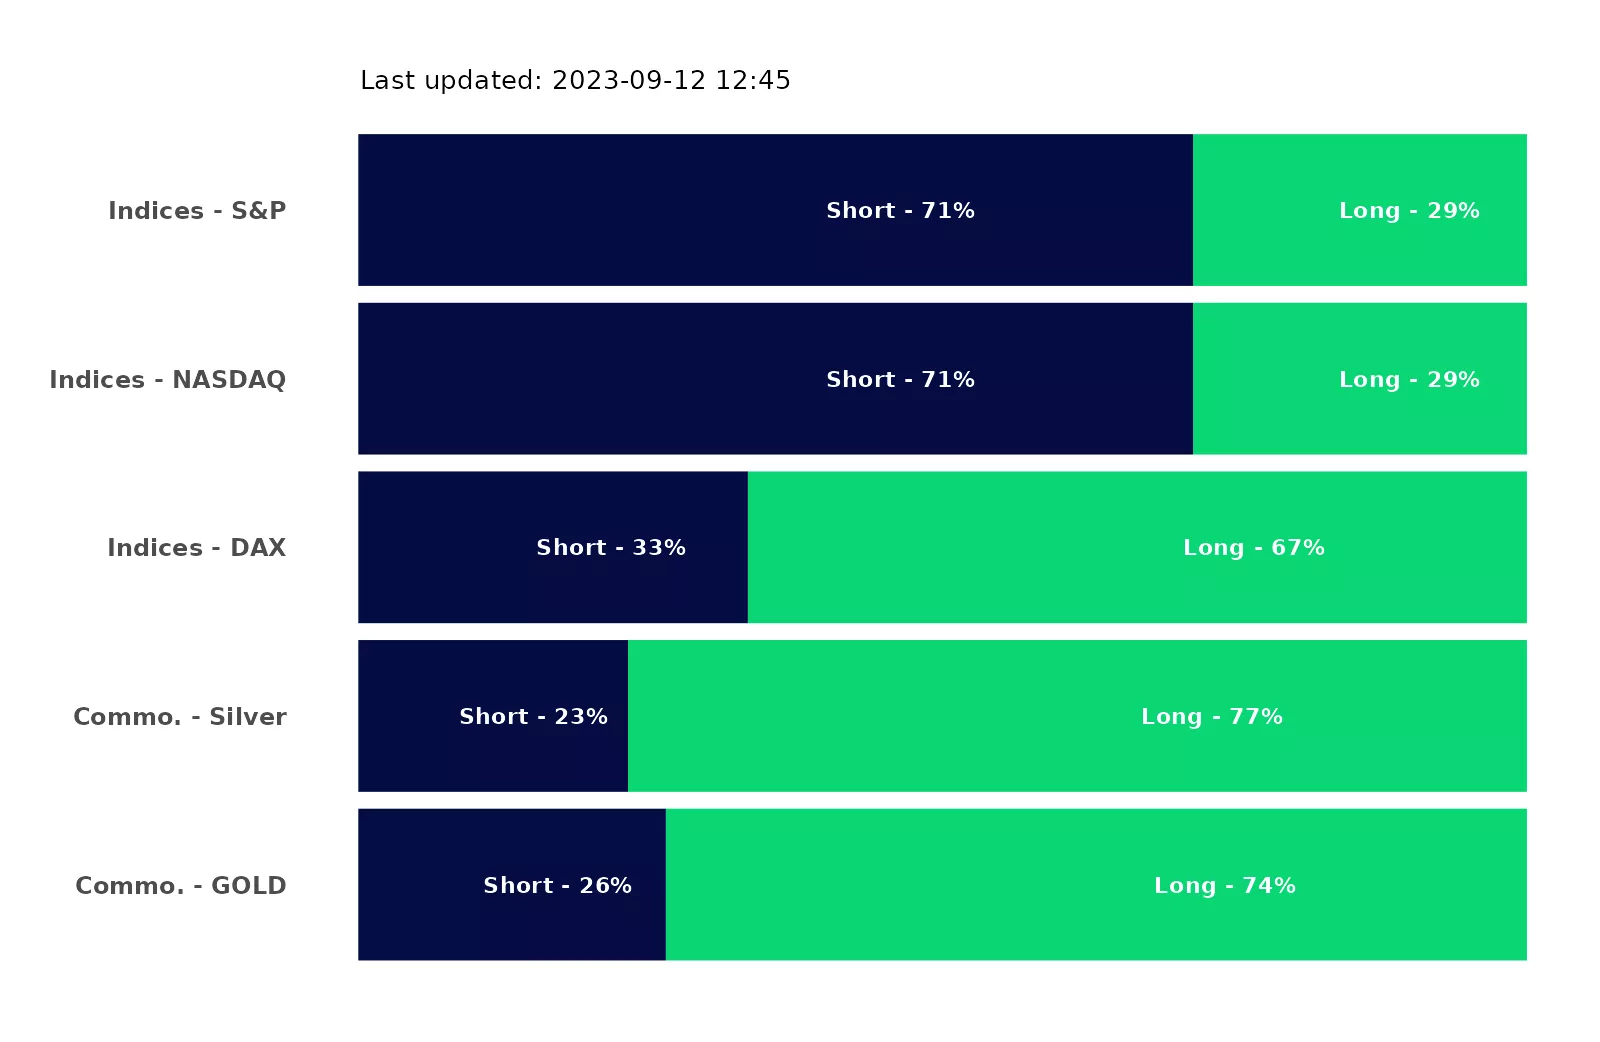 Last updated: 2023-09-12 12:45
Indices - S&P
Short - 71%
Long - 29%
Indices - NASDAQ
Short - 71%
Long - 29%
Indices - DAX
Short - 33%
Long - 67%
Commo. - Silver
Short - 23%
Long - 77%
Commo. - GOLD
Short - 26%
Long - 74%